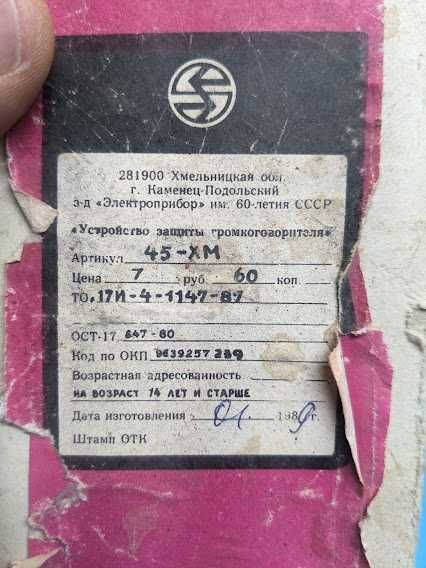 281900 Хмельницкая обл.
г. Каменец-Подольский
з-д «Электроприбор» им. 60-летия СССР
«Устройство защиты громкоговорителя»
Артикул 45-ХМ
Цена 7 руб. 60 коп.
ТО.17И-4-1147-87
ОСТ-17 647-80
Код по ОКП 9639257289
Возрастная адресованность
НА ВОЗРАСТ 14 ЛЕТ И СТАРШЕ
Дата изготовления 01 1989г.
Штамп ОТК